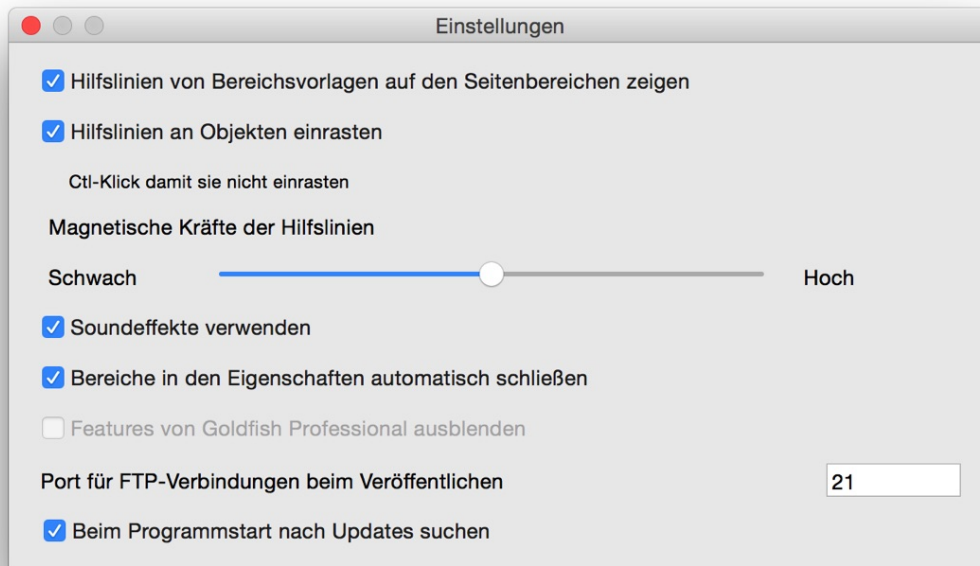 Einstellungen
Hilfslinien von Bereichsvorlagen auf den Seitenbereichen zeigen
Hilfslinien an Objekten einrasten
Ctl-Klick damit sie nicht einrasten
Magnetische Kräfte der Hilfslinien
Schwach Hoch
Soundeffekte verwenden
Bereiche in den Eigenschaften automatisch schließen
Features von Goldfish Professional ausblenden
Port für FTP-Verbindungen beim Veröffentlichen 21
Beim Programmstart nach Updates suchen